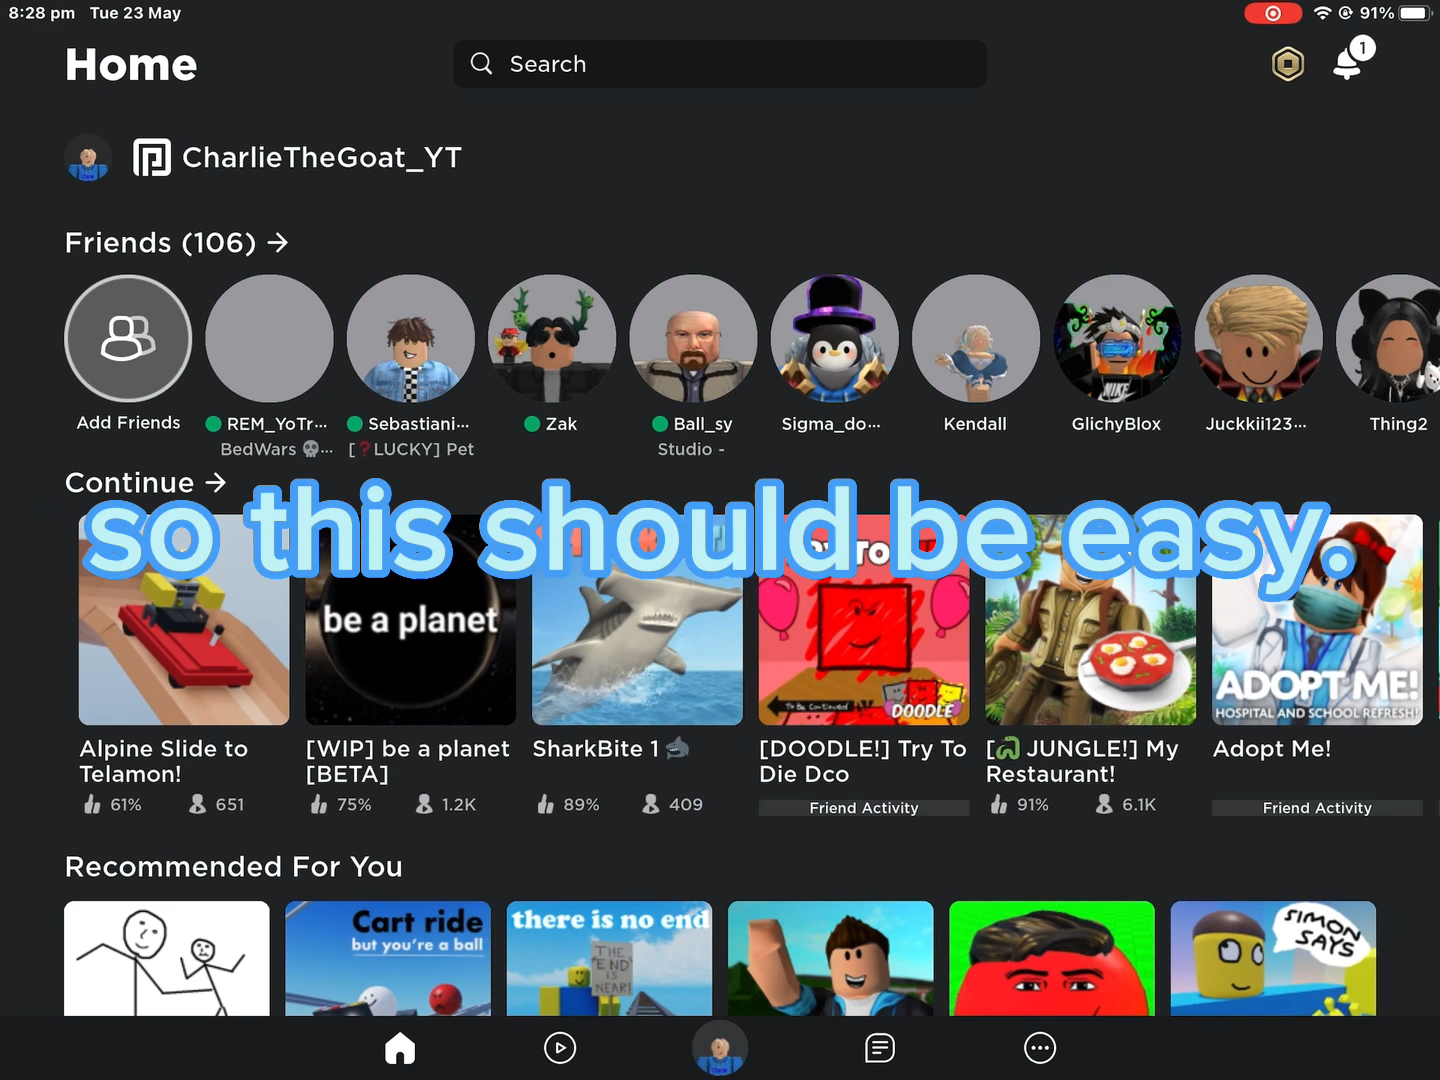 8:28 pm Tue 23 May
91%
Home
Search
1
CharlieTheGoat_YT
Friends (106) →
Add Friends
REM_YoTr...
Sebastiani...
Zak
Ball_sy
Sigma_do...
Kendall
GlichyBlox
Juckkii123...
Thing2
BedWars 💀...
[❓LUCKY] Pet
Studio -
Continue →
so this should be easy.
be a planet
To Be Continued
DOODLE
ADOPT ME!
HOSPITAL AND SCHOOL REFRESH!
Alpine Slide to
Telamon!
[WIP] be a planet
[BETA]
SharkBite 1 🦈
[DOODLE!] Try To
Die Dco
[🐍 JUNGLE!] My
Restaurant!
Adopt Me!
61% 651
75% 1.2K
89% 409
Friend Activity
91% 6.1K
Friend Activity
Recommended For You
Cart ride
but you're a ball
there is no end
THE
"END"
IS
NEAR!
SIMON
SAYS
NIKE